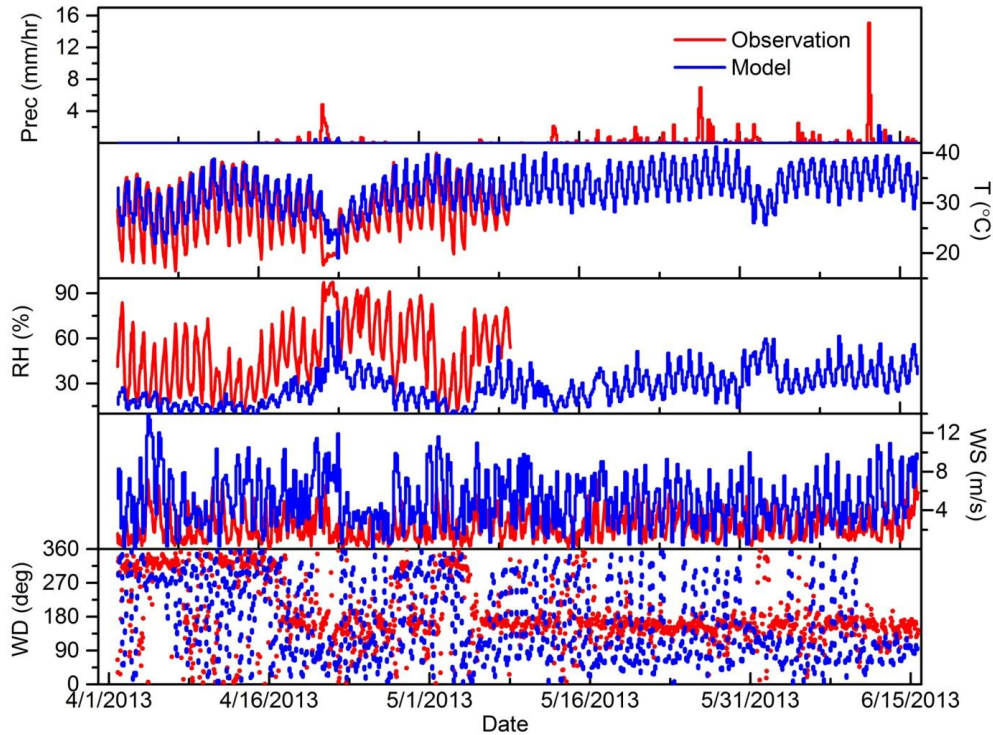 Prec (mm/hr)
16
12
8
4
Observation
Model
T (°C)
40
30
20
RH (%)
90
60
30
WS (m/s)
12
8
4
WD (deg)
360
270
180
90
0
4/1/2013 4/16/2013 5/1/2013 5/16/2013 5/31/2013 6/15/2013
Date